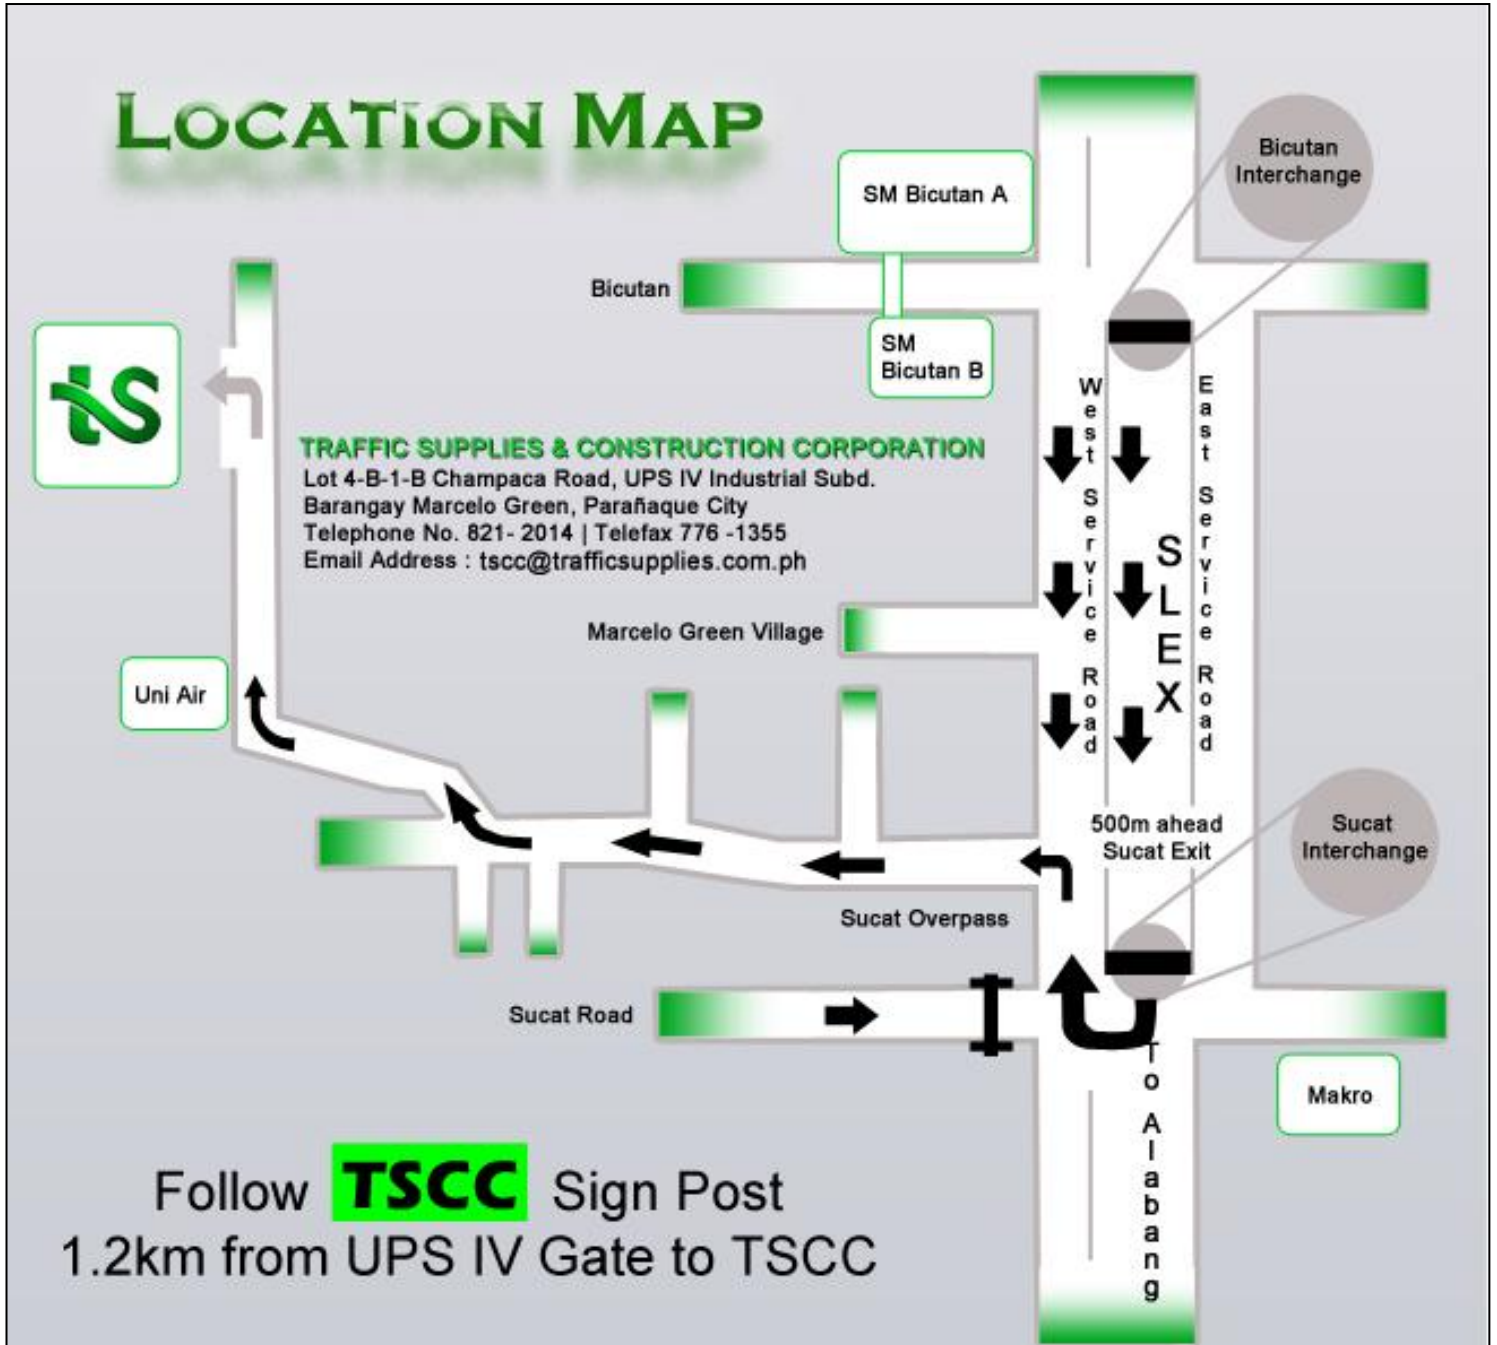 LOCATION MAP
Bicutan
Interchange
SM Bicutan A
Bicutan
SM
Bicutan B
ts
West Service Road
East Service Road
SLEX
TRAFFIC SUPPLIES & CONSTRUCTION CORPORATION
Lot 4-B-1-B Champaca Road, UPS IV Industrial Subd.
Barangay Marcelo Green, Parañaque City
Telephone No. 821- 2014 | Telefax 776 -1355
Email Address : tscc@trafficsupplies.com.ph
Marcelo Green Village
Uni Air
500m ahead
Sucat Exit
Sucat
Interchange
Sucat Overpass
Sucat Road
To Alabang
Makro
Follow TSCC Sign Post
1.2km from UPS IV Gate to TSCC